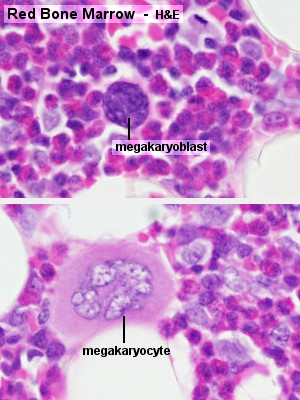 Red Bone Marrow - H&E
megakaryoblast
megakaryocyte